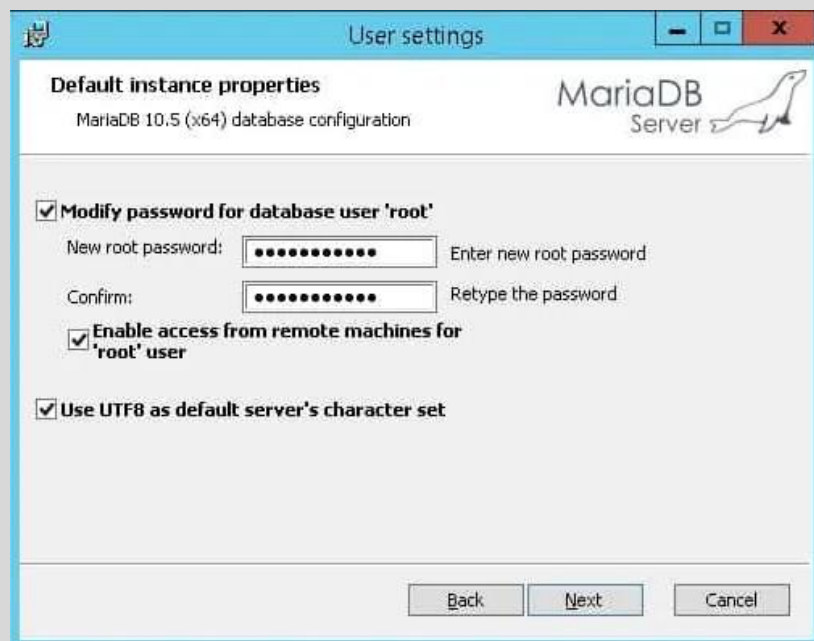 User settings
Default instance properties
MariaDB 10.5 (x64) database configuration
MariaDB
Server
Modify password for database user 'root'
New root password: ●●●●●●●●●●● Enter new root password
Confirm: ●●●●●●●●●●● Retype the password
Enable access from remote machines for
'root' user
Use UTF8 as default server's character set
Back Next Cancel